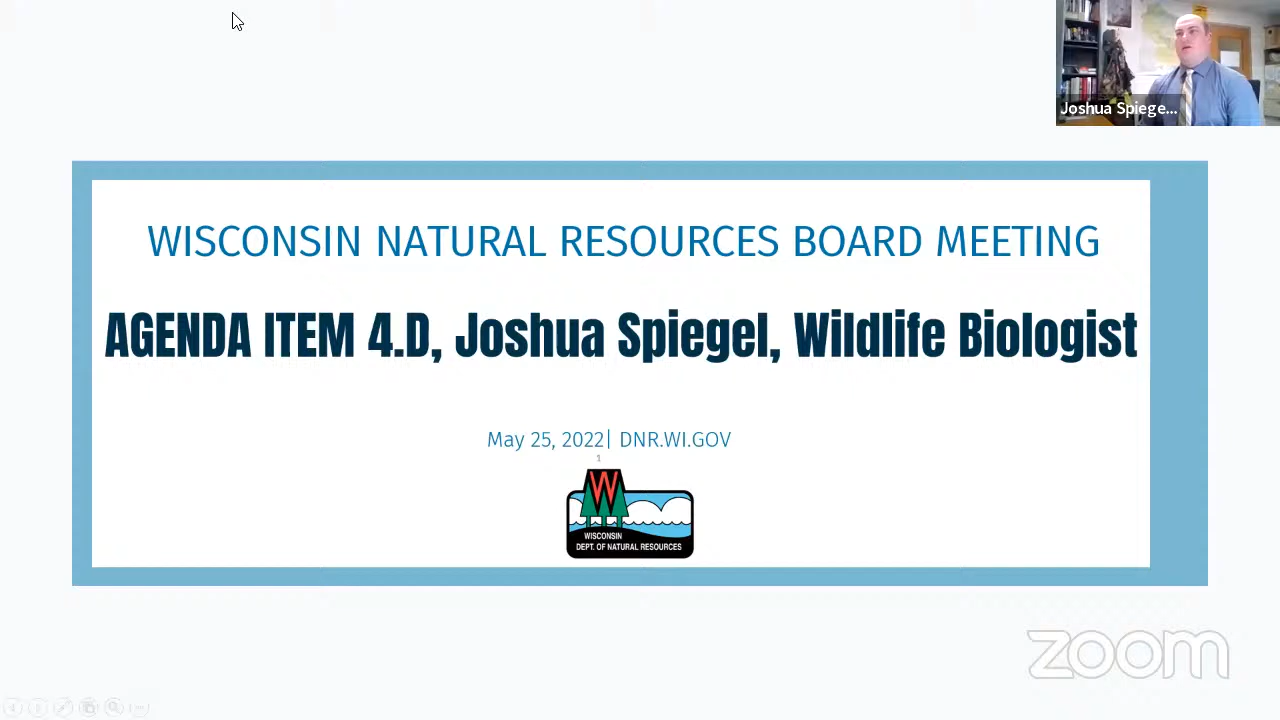 Joshua Spiege...
WISCONSIN NATURAL RESOURCES BOARD MEETING
AGENDA ITEM 4.D, Joshua Spiegel, Wildlife Biologist
May 25, 2022| DNR.WI.GOV
1
W
WISCONSIN
DEPT. OF NATURAL RESOURCES
zoom